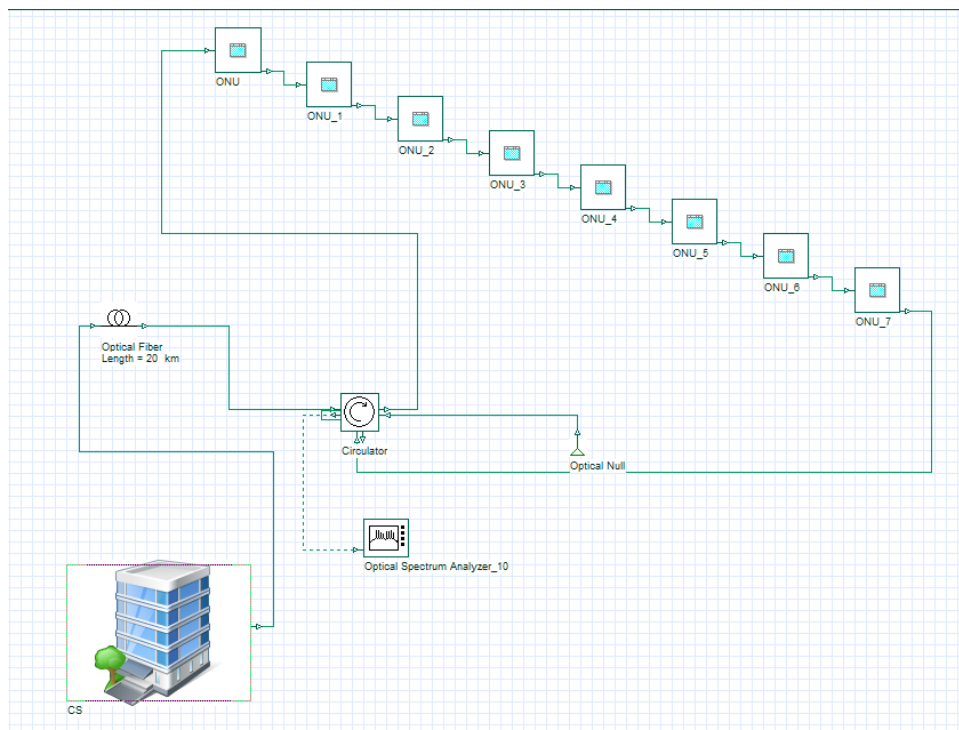 ONU
ONU_1
ONU_2
ONU_3
ONU_4
ONU_5
ONU_6
ONU_7
Optical Fiber
Length = 20 km
Circulator
Optical Null
Optical Spectrum Analyzer_10
CS